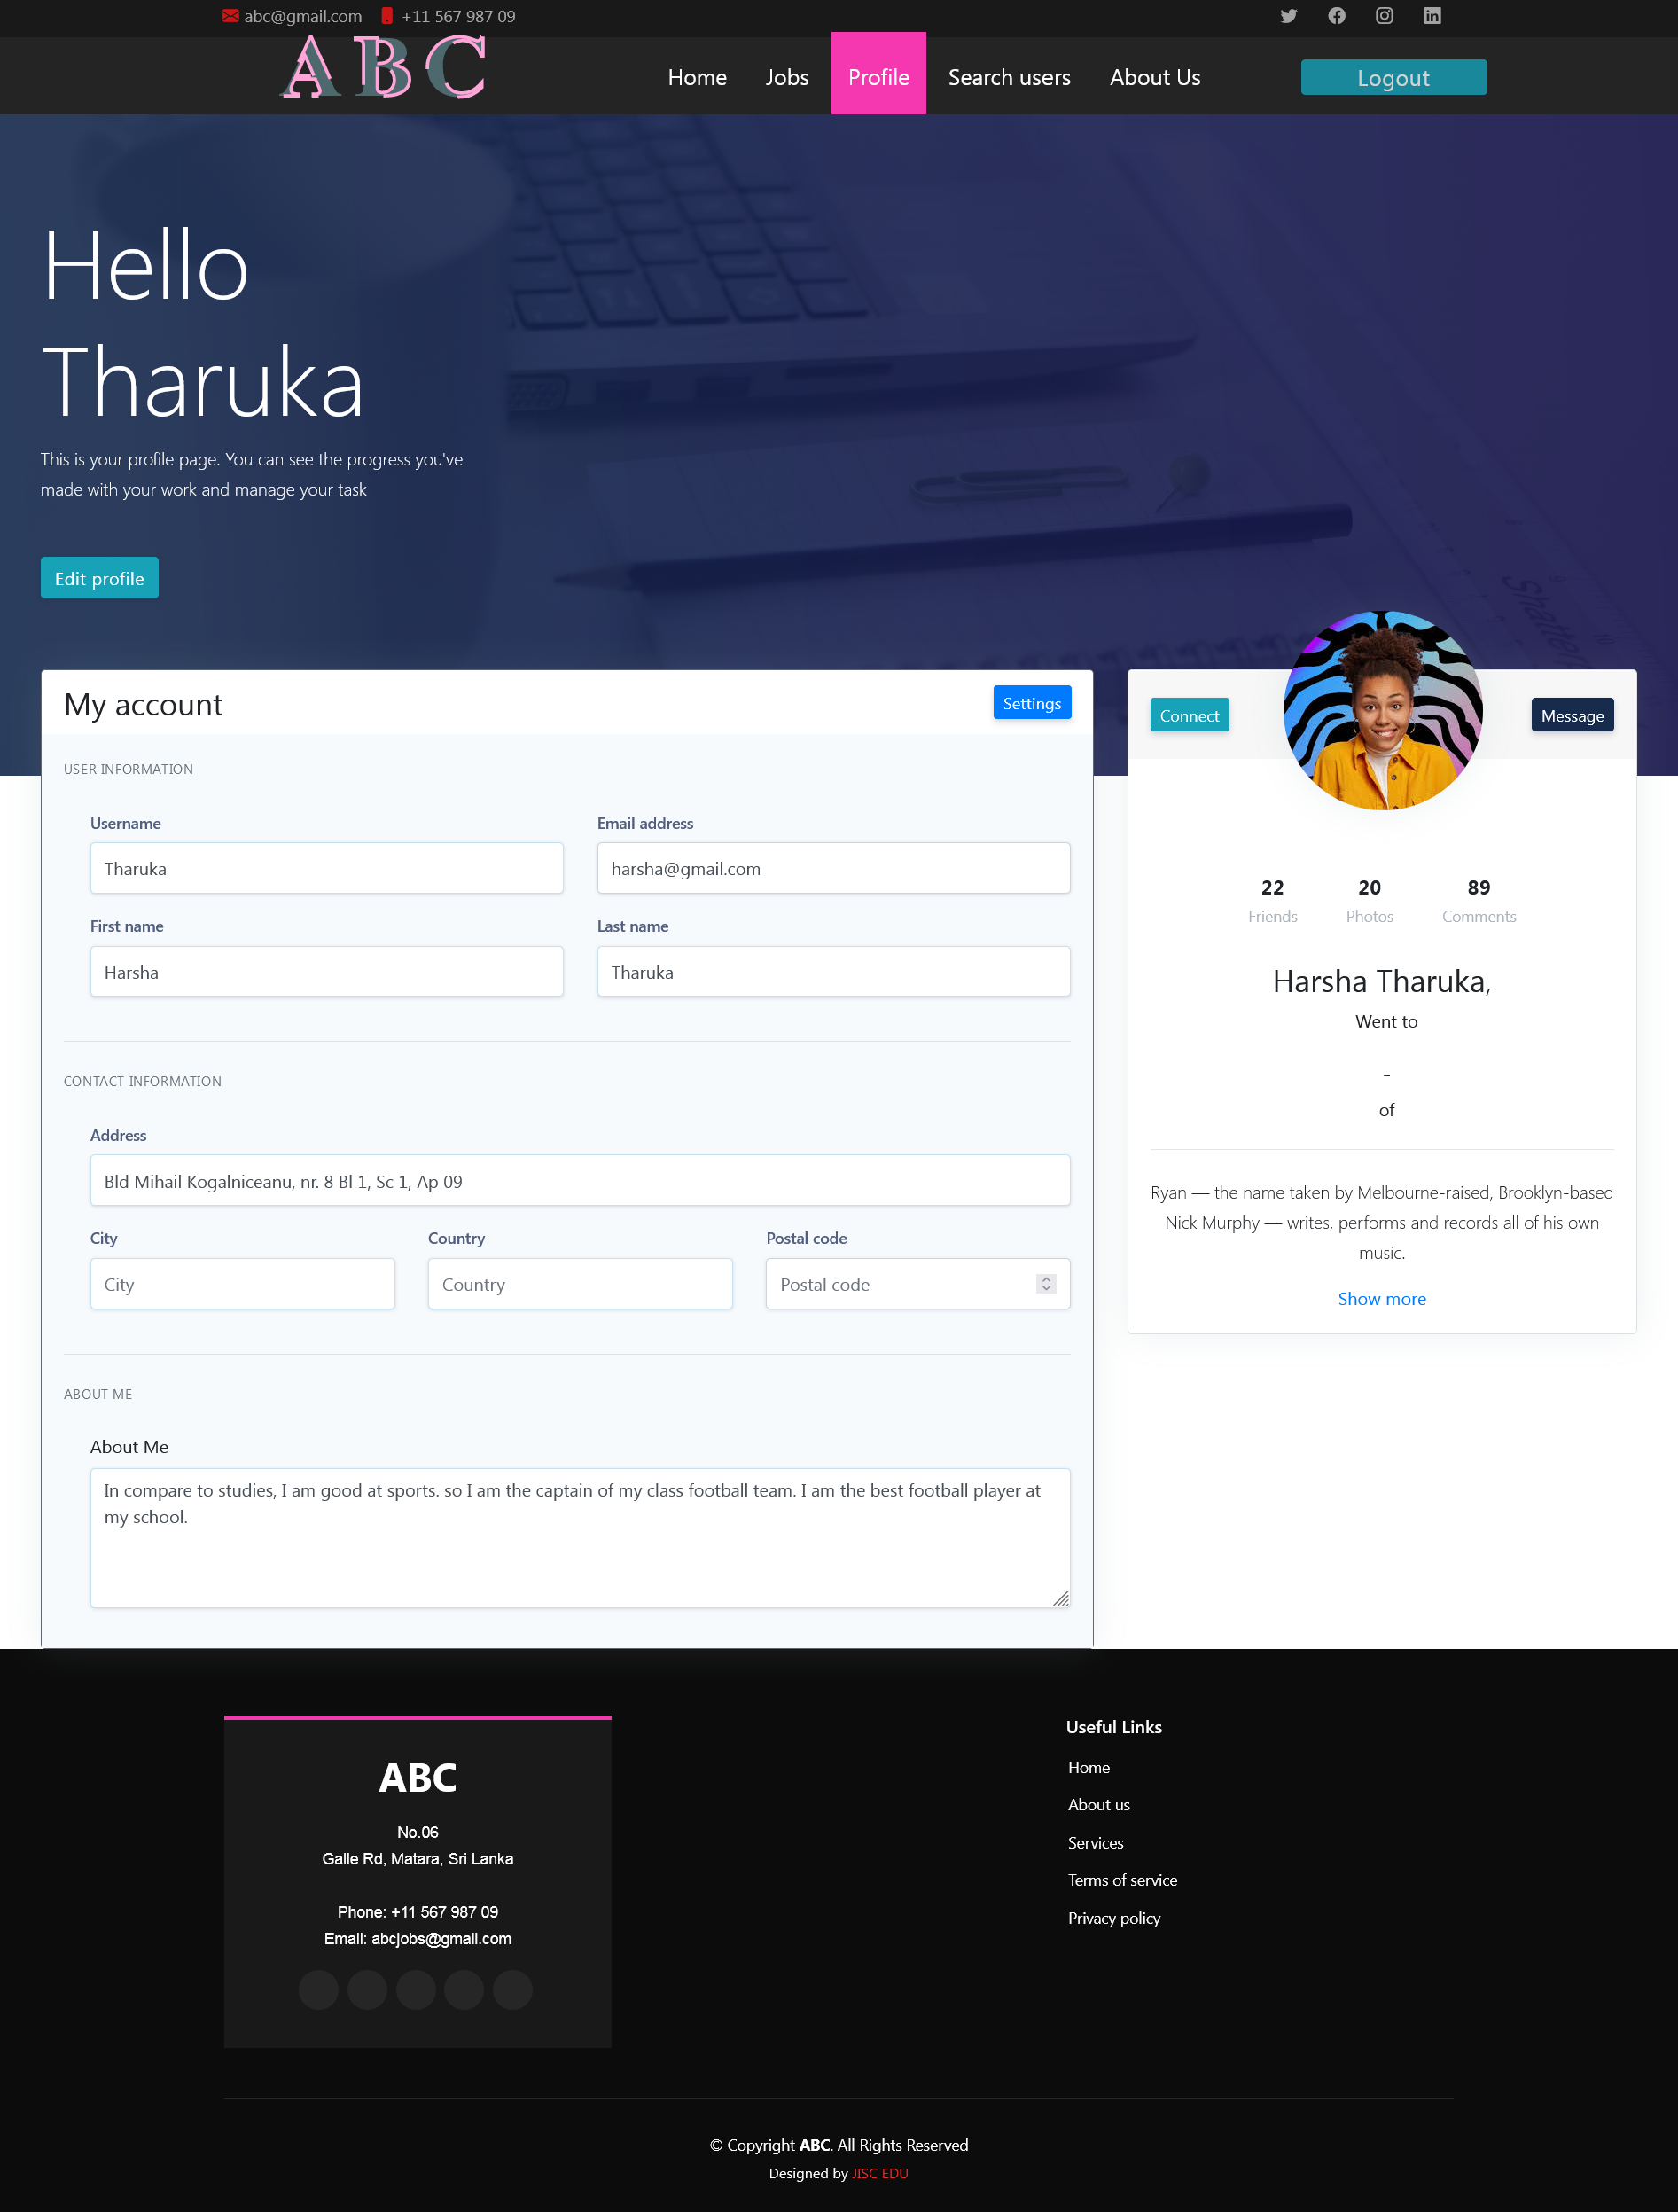 abc@gmail.com +11 567 987 09
ABC
Home Jobs Profile Search users About Us Logout
Hello
Tharuka
This is your profile page. You can see the progress you've
made with your work and manage your task
Edit profile
My account Settings
USER INFORMATION
Username Email address
Tharuka harsha@gmail.com
First name Last name
Harsha Tharuka
CONTACT INFORMATION
Address
Bld Mihail Kogalniceanu, nr. 8 Bl 1, Sc 1, Ap 09
City Country Postal code
City Country Postal code
ABOUT ME
About Me
In compare to studies, I am good at sports. so I am the captain of my class football team. I am the best football player at
my school.
Connect Message
22 20 89
Friends Photos Comments
Harsha Tharuka,
Went to
-
of
Ryan — the name taken by Melbourne-raised, Brooklyn-based
Nick Murphy — writes, performs and records all of his own
music.
Show more
ABC
No.06
Galle Rd, Matara, Sri Lanka
Phone: +11 567 987 09
Email: abcjobs@gmail.com
Useful Links
Home
About us
Services
Terms of service
Privacy policy
© Copyright ABC. All Rights Reserved
Designed by JISC EDU